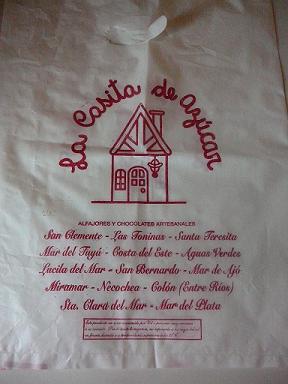 La Casita de Azúcar
ALFAJORES Y CHOCOLATES ARTESANALES
San Clemente - Las Toninas - Santa Teresita
Mar del Tuyú - Costa del Este - Aguas Verdes
Lucila del Mar - San Bernardo - Mar de Ajó
Miramar - Necochea - Colón (Entre Ríos)
Sta. Clara del Mar - Mar del Plata